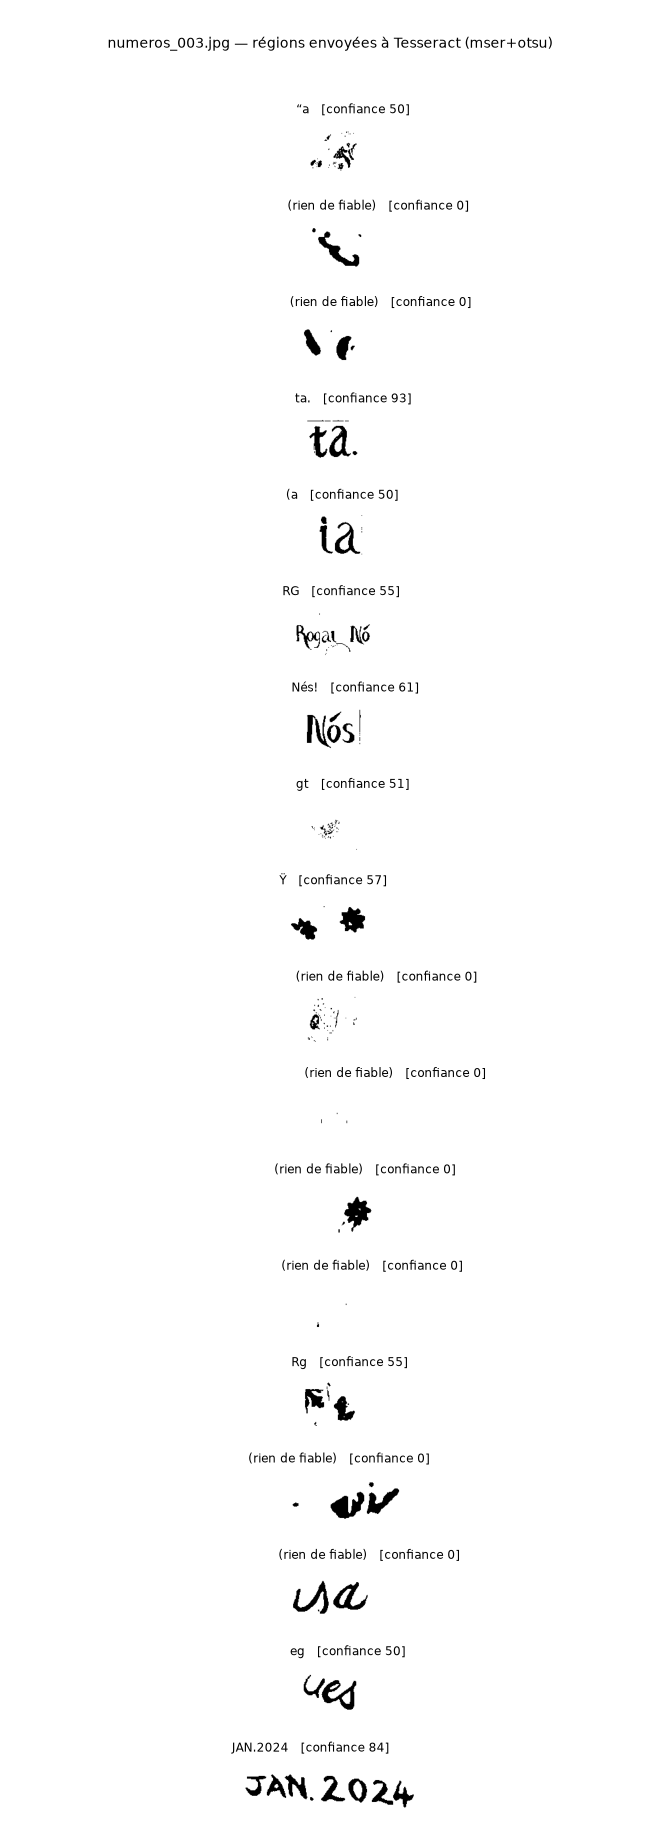 numeros_003.jpg — régions envoyées à Tesseract (mser+otsu)
“a [confiance 50]
(rien de fiable) [confiance 0]
(rien de fiable) [confiance 0]
ta. [confiance 93]
ta.
(a [confiance 50]
ia
RG [confiance 55]
Rogai Nó
Nés! [confiance 61]
Nós
gt [confiance 51]
Ÿ [confiance 57]
(rien de fiable) [confiance 0]
(rien de fiable) [confiance 0]
(rien de fiable) [confiance 0]
(rien de fiable) [confiance 0]
Rg [confiance 55]
(rien de fiable) [confiance 0]
(rien de fiable) [confiance 0]
usa
eg [confiance 50]
ues
JAN.2024 [confiance 84]
JAN.2024